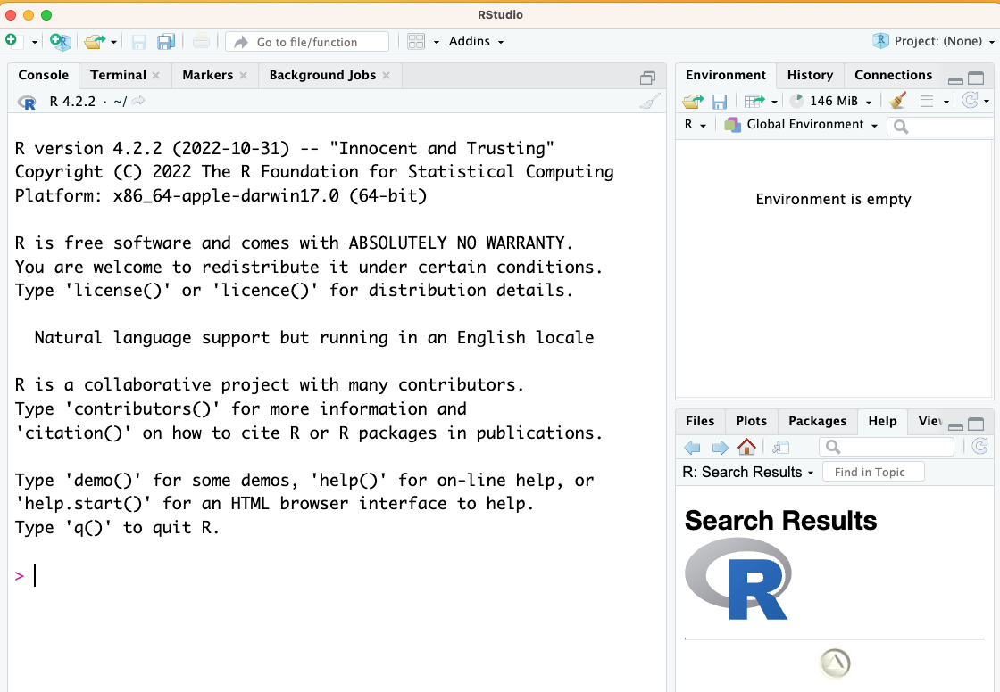 RStudio
Go to file/function
Addins
Project: (None)
Console Terminal Markers Background Jobs
R R 4.2.2 · ~/
R version 4.2.2 (2022-10-31) -- "Innocent and Trusting"
Copyright (C) 2022 The R Foundation for Statistical Computing
Platform: x86_64-apple-darwin17.0 (64-bit)
R is free software and comes with ABSOLUTELY NO WARRANTY.
You are welcome to redistribute it under certain conditions.
Type 'license()' or 'licence()' for distribution details.
Natural language support but running in an English locale
R is a collaborative project with many contributors.
Type 'contributors()' for more information and
'citation()' on how to cite R or R packages in publications.
Type 'demo()' for some demos, 'help()' for on-line help, or
'help.start()' for an HTML browser interface to help.
Type 'q()' to quit R.
>
Environment History Connections
146 MiB
R Global Environment
Environment is empty
Files Plots Packages Help Vie
R: Search Results Find in Topic
Search Results
R